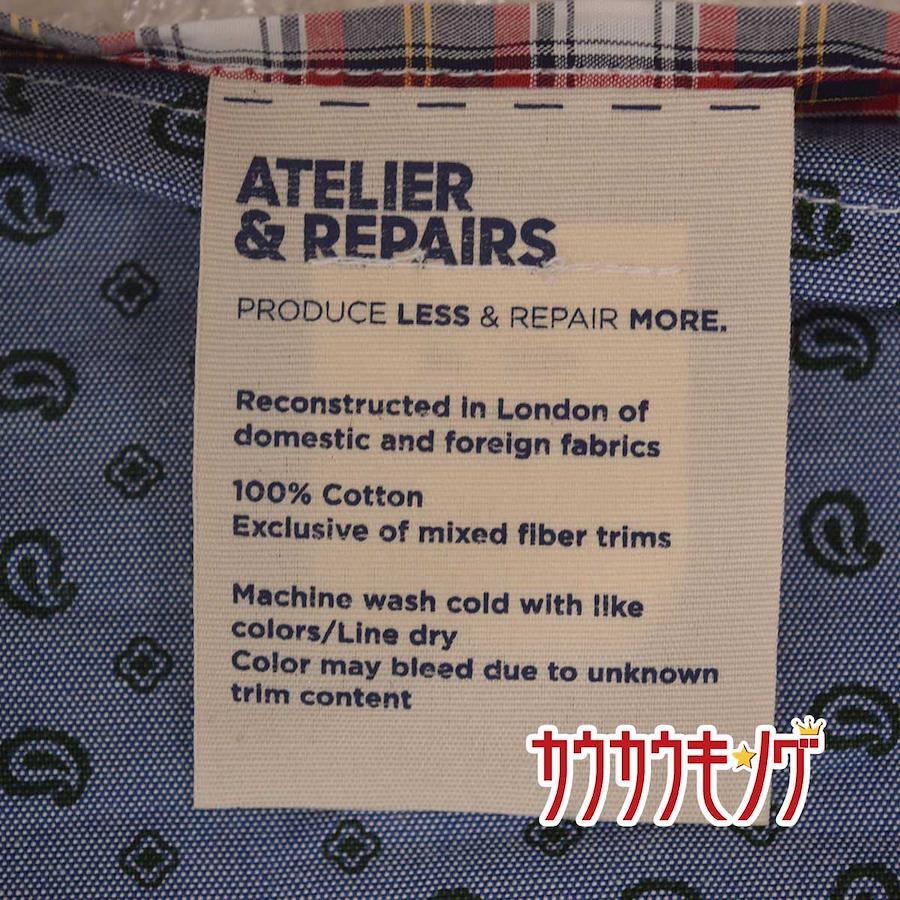 ATELIER
& REPAIRS
PRODUCE LESS & REPAIR MORE.
Reconstructed in London of
domestic and foreign fabrics
100% Cotton
Exclusive of mixed fiber trims
Machine wash cold with like
colors/Line dry
Color may bleed due to unknown
trim content
カウカウキング